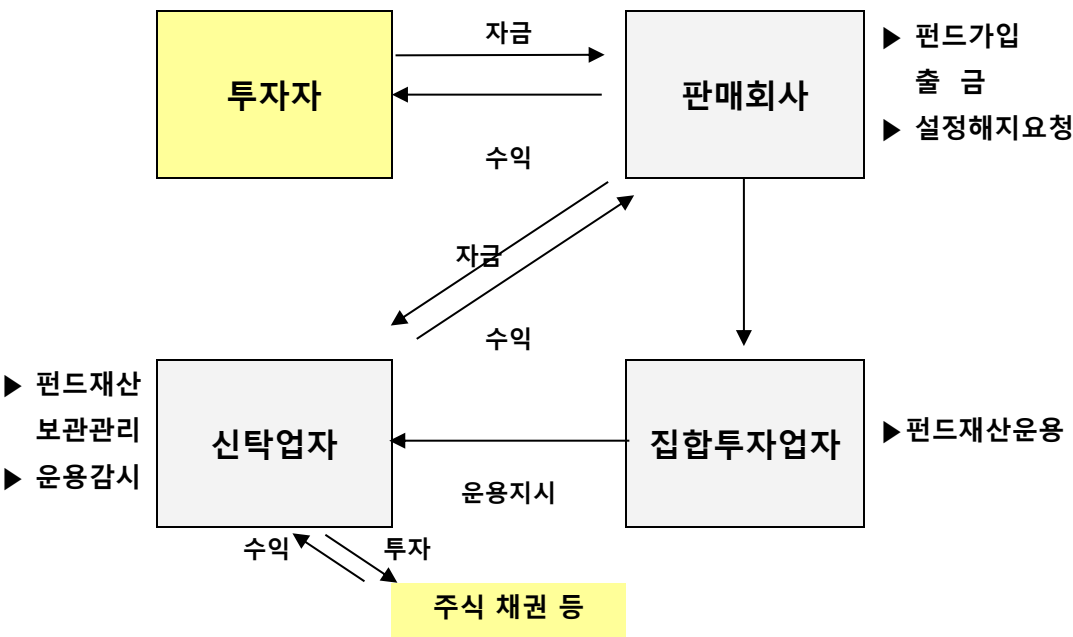 자금
▶ 펀드가입
투자자
판매회사
출 금
▶ 설정해지요청
수익
자금
수익
▶ 펀드재산
보관관리
▶ 운용감시
신탁업자
집합투자업자
▶펀드재산운용
운용지시
수익
투자
주식 채권 등